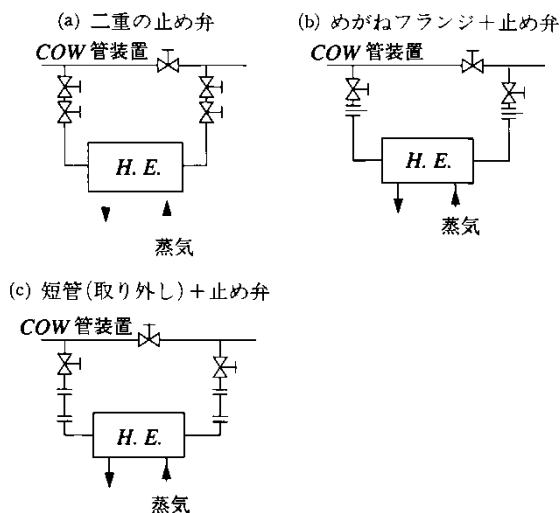 (a) 二重の止め弁
COW 管装置
H. E.
蒸気
(b) めがねフランジ+止め弁
COW 管装置
H. E.
蒸気
(c) 短管(取り外し)+止め弁
COW 管装置
H. E.
蒸気